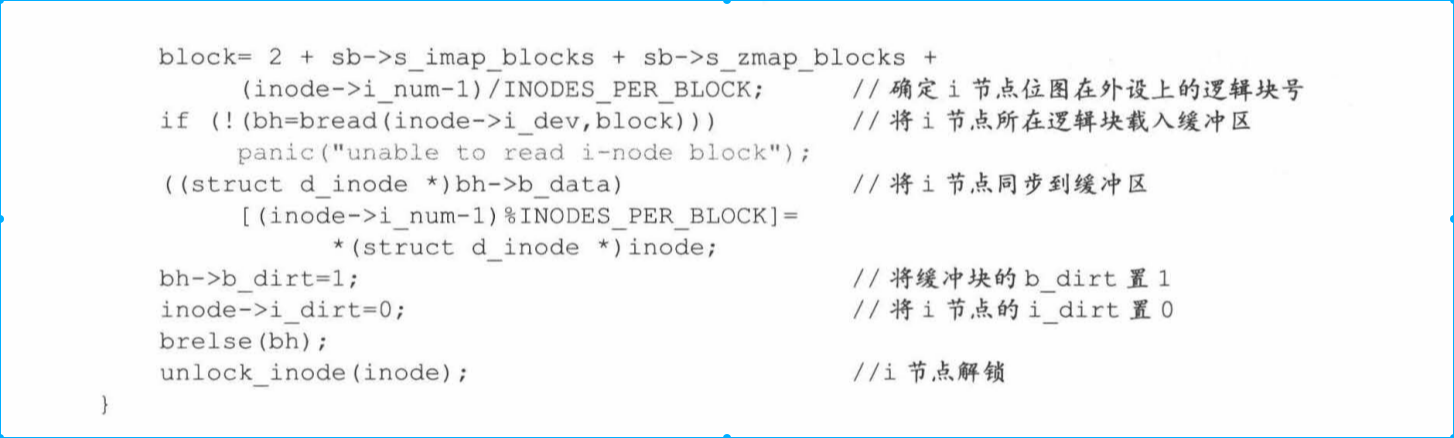 block= 2 + sb->s_imap_blocks + sb->s_zmap_blocks +
(inode->i_num-1)/INODES_PER_BLOCK; // 确定 i 节点位图在外设上的逻辑块号
if (!(bh=bread(inode->i_dev,block))) // 将 i 节点所在逻辑块载入缓冲区
panic("unable to read i-node block");
((struct d_inode *)bh->b_data) // 将 i 节点同步到缓冲区
[(inode->i_num-1)%INODES_PER_BLOCK]=
*(struct d_inode *)inode;
bh->b_dirt=1; // 将缓冲块的 b_dirt 置 1
inode->i_dirt=0; // 将 i 节点的 i_dirt 置 0
brelse(bh);
unlock_inode(inode); //i 节点解锁
}